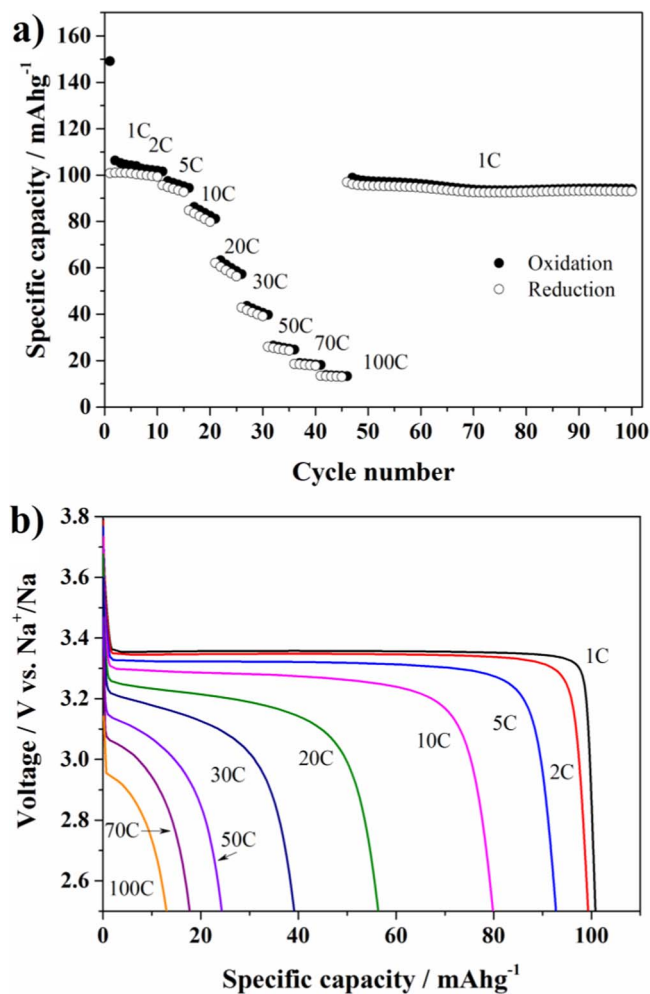 a)
160
140
120
100
80
60
40
20
0
Specific capacity / mAhg⁻¹
1C
2C
5C
10C
20C
30C
50C
70C
100C
1C
Oxidation
Reduction
0 10 20 30 40 50 60 70 80 90 100
Cycle number
b)
3.8
3.6
3.4
3.2
3.0
2.8
2.6
Voltage / V vs. Na⁺/Na
1C
2C
5C
10C
20C
30C
50C
70C
100C
0 20 40 60 80 100
Specific capacity / mAhg⁻¹